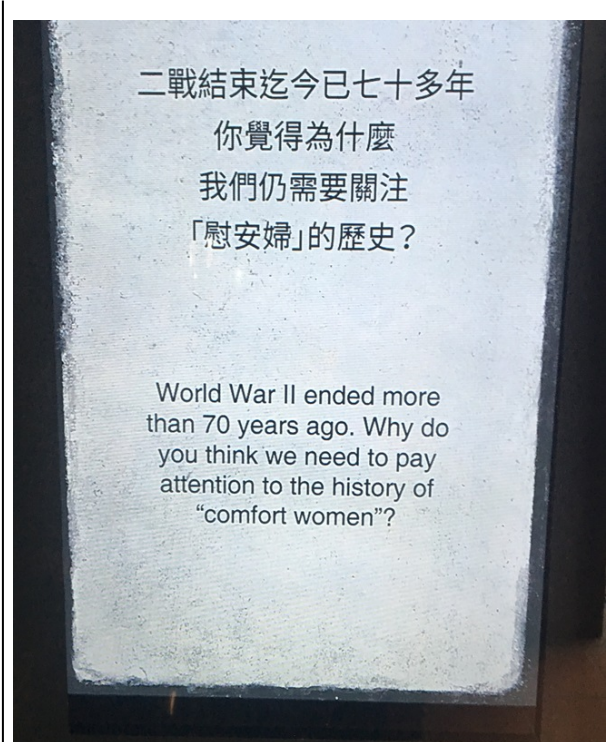 二戰結束迄今已七十多年
你覺得為什麼
我們仍需要關注
「慰安婦」的歷史？
World War II ended more
than 70 years ago. Why do
you think we need to pay
attention to the history of
“comfort women”?